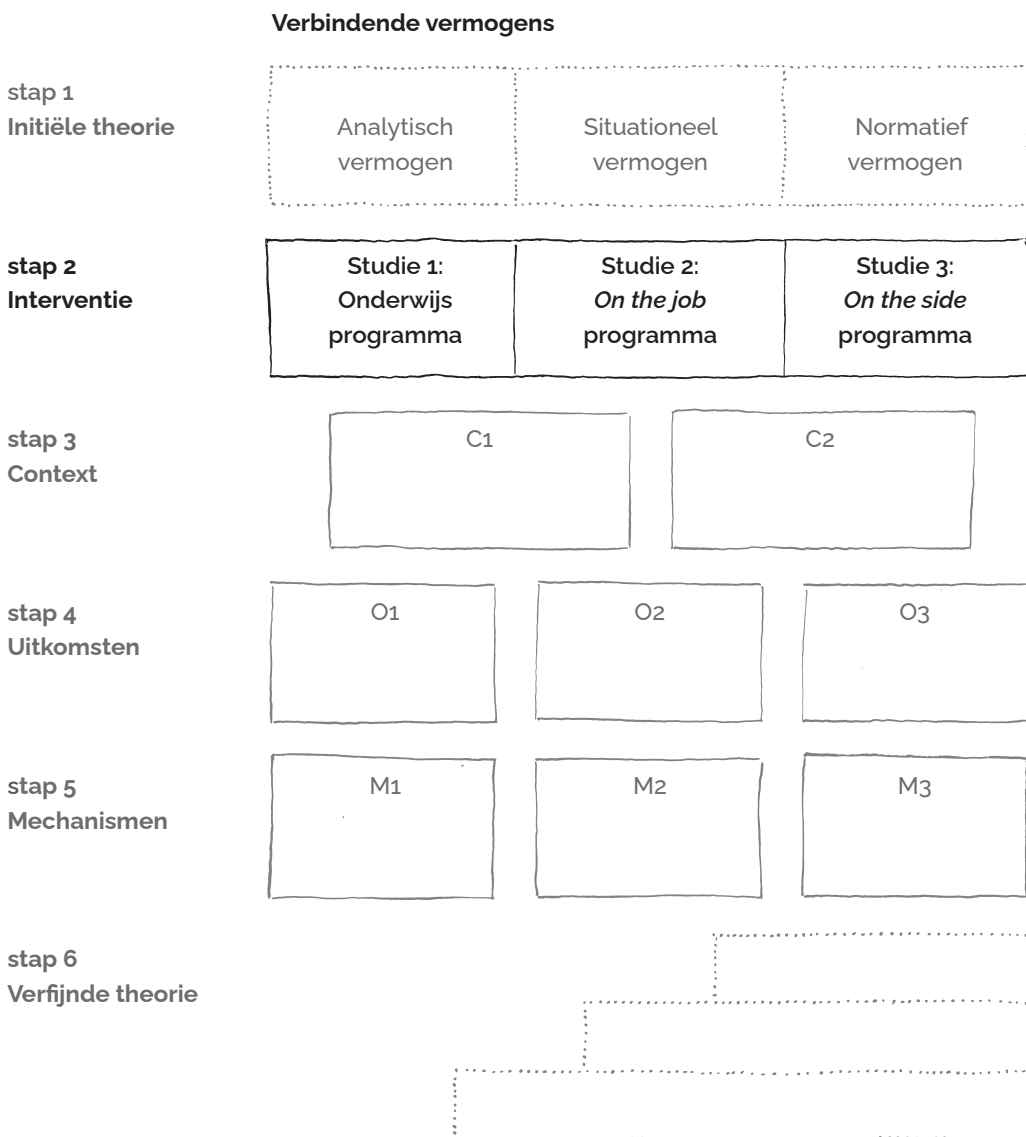 Verbindende vermogens
stap 1
Initiële theorie
Analytisch
vermogen
Situationeel
vermogen
Normatief
vermogen
stap 2
Interventie
Studie 1:
Onderwijs
programma
Studie 2:
On the job
programma
Studie 3:
On the side
programma
stap 3
Context
C1
C2
stap 4
Uitkomsten
O1
O2
O3
stap 5
Mechanismen
M1
M2
M3
stap 6
Verfijnde theorie